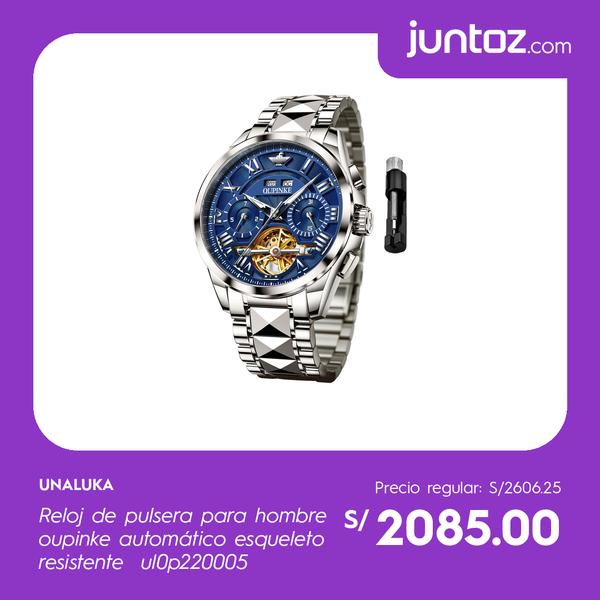 juntoz.com
OUPINKE
UNALUKA
Precio regular: S/2606.25
Reloj de pulsera para hombre
oupinke automático esqueleto
resistente ul0p220005
S/ 2085.00